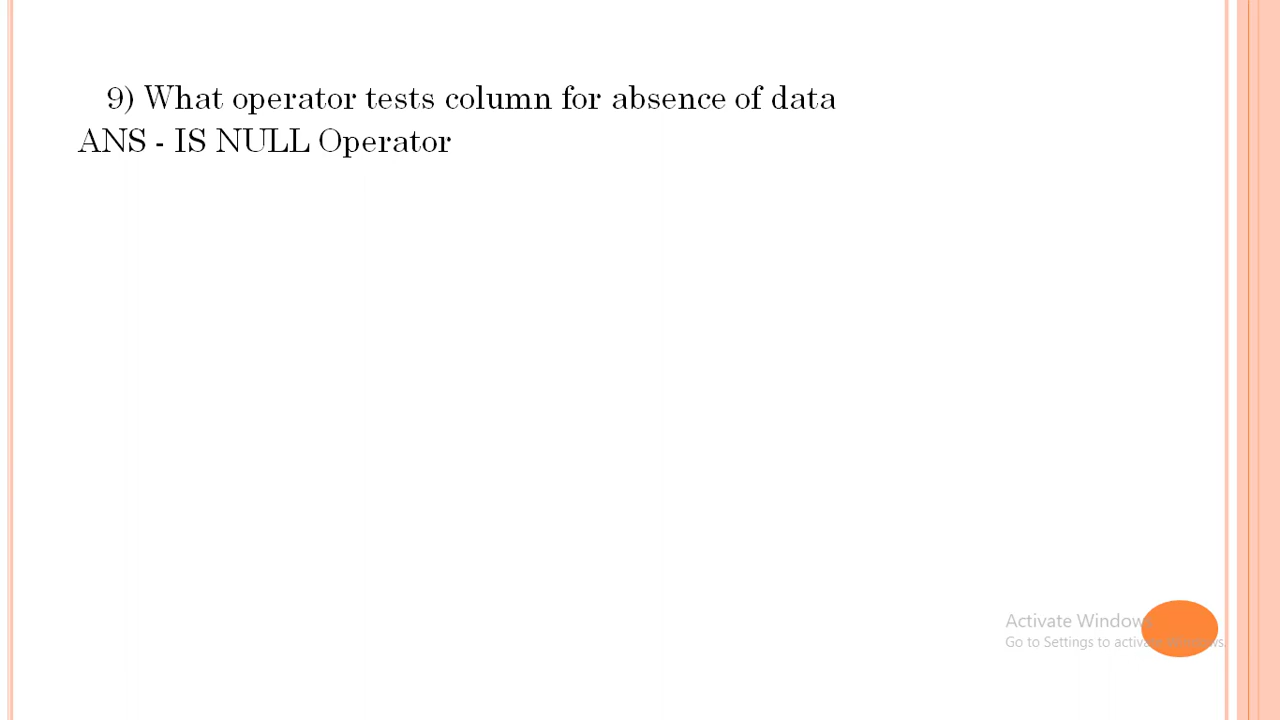 9) What operator tests column for absence of data
ANS - IS NULL Operator
Activate Windows
Go to Settings to activate Windows.